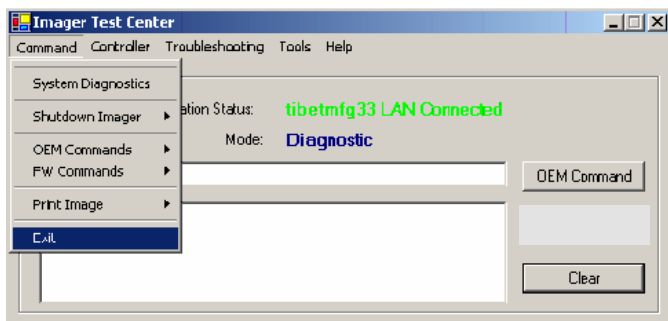 Imager Test Center
Command Controller Troubleshooting Tools Help
System Diagnostics
Shutdown Imager
OEM Commands
FW Commands
Print Image
Exit
ation Status: tibetmfg33 LAN Connected
Mode: Diagnostic
OEM Command
Clear